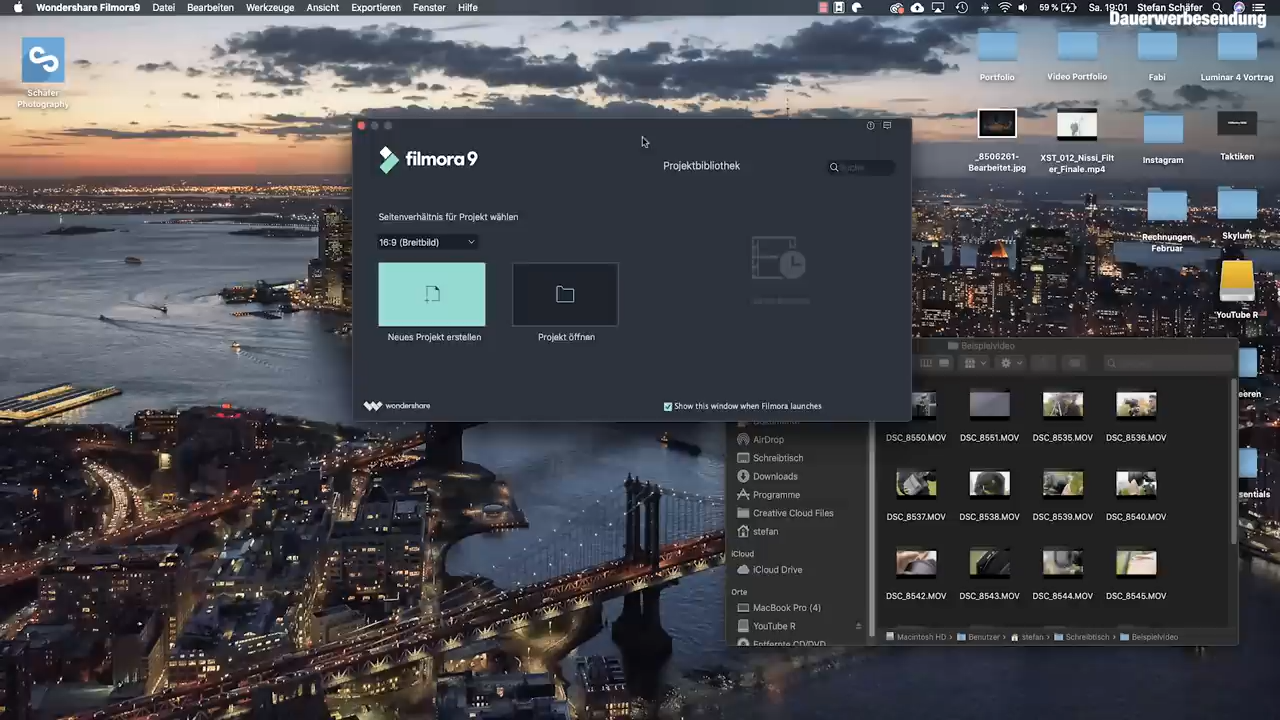 Wondershare Filmora9 Datei Bearbeiten Werkzeuge Ansicht Exportieren Fenster Hilfe 59 % Sa. 19:01 Stefan Schäfer
Dauerwerbesendung
Schäfer
Photography
Portfolio
Video Portfolio
Fabi
Luminar 4 Vortrag
_8506261-
Bearbeitet.jpg
XST_012_Nissi_Filt
er_Finale.mp4
Instagram
Taktiken
Rechnungen
Februar
Skylum
YouTube R
filmora9
Projektbibliothek
Seitenverhältnis für Projekt wählen
16:9 (Breitbild)
Neues Projekt erstellen
Projekt öffnen
wondershare
Show this window when Filmora launches
Beispielvideo
AirDrop
Schreibtisch
Downloads
Programme
Creative Cloud Files
stefan
iCloud
iCloud Drive
Orte
MacBook Pro (4)
YouTube R
Entfernte CD/DVD
DSC_8550.MOV DSC_8551.MOV DSC_8535.MOV DSC_8536.MOV
DSC_8537.MOV DSC_8538.MOV DSC_8539.MOV DSC_8540.MOV
DSC_8542.MOV DSC_8543.MOV DSC_8544.MOV DSC_8545.MOV
Macintosh HD › Benutzer › stefan › Schreibtisch › Beispielvideo